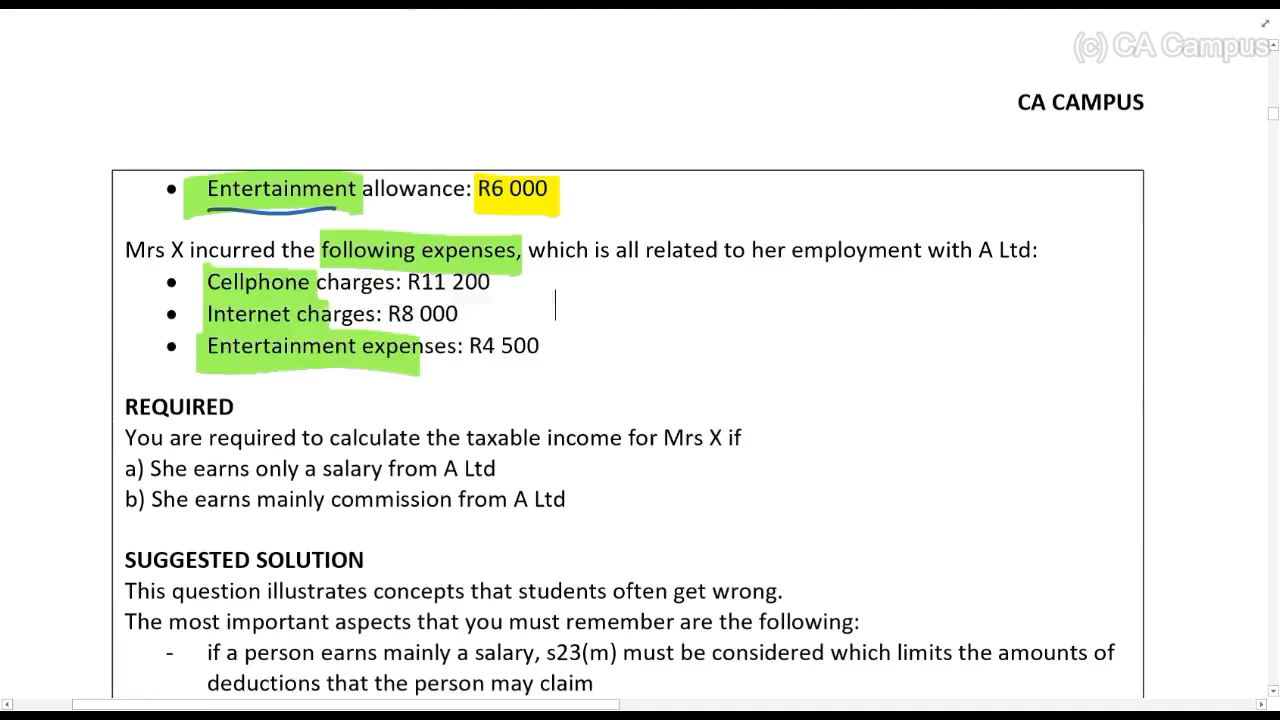 (c) CA Campus
CA CAMPUS
• Entertainment allowance: R6 000
Mrs X incurred the following expenses, which is all related to her employment with A Ltd:
• Cellphone charges: R11 200
• Internet charges: R8 000
• Entertainment expenses: R4 500
REQUIRED
You are required to calculate the taxable income for Mrs X if
a) She earns only a salary from A Ltd
b) She earns mainly commission from A Ltd
SUGGESTED SOLUTION
This question illustrates concepts that students often get wrong.
The most important aspects that you must remember are the following:
- if a person earns mainly a salary, s23(m) must be considered which limits the amounts of
deductions that the person may claim